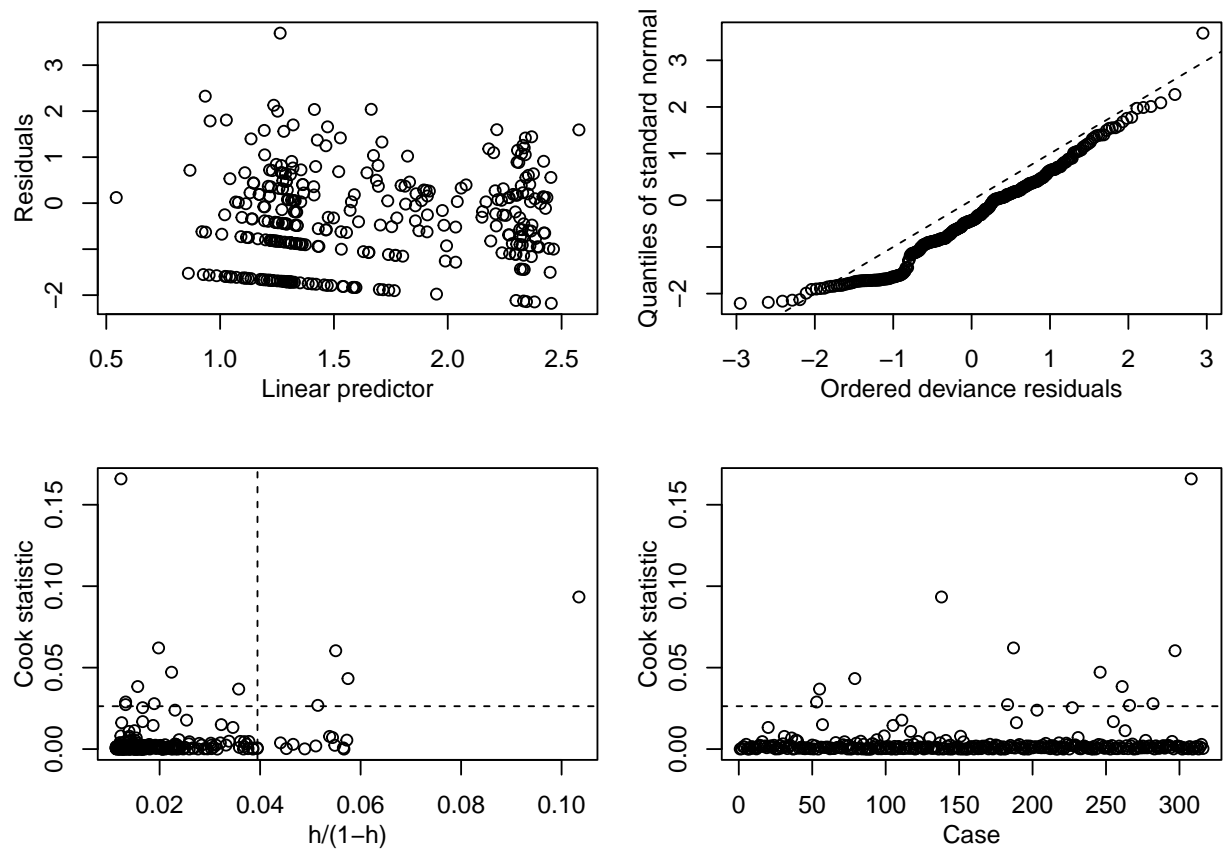 Residuals
3
2
1
0
−2
0.5 1.0 1.5 2.0 2.5
Linear predictor
Quantiles of standard normal
3
2
1
0
−2
−3 −2 −1 0 1 2 3
Ordered deviance residuals
Cook statistic
0.15
0.10
0.05
0.00
0.02 0.04 0.06 0.08 0.10
h/(1−h)
Cook statistic
0.15
0.10
0.05
0.00
0 50 100 150 200 250 300
Case